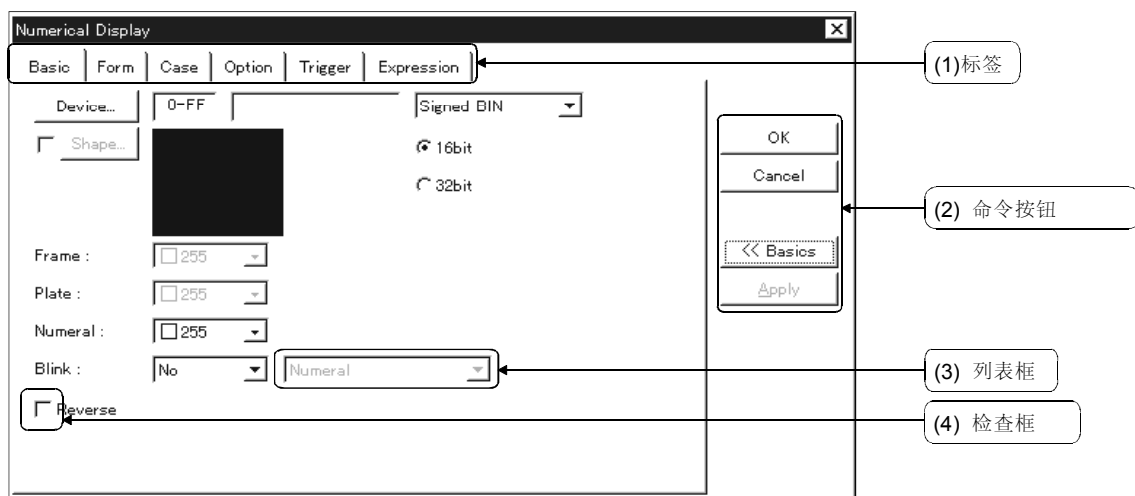 Numerical Display
Basic Form Case Option Trigger Expression
(1)标签
Device... 0-FF Signed BIN
Shape... 16bit
OK
32bit
Cancel
(2) 命令按钮
Frame : 255
<< Basics
Plate : 255
Apply
Numeral : 255
Blink : No Numeral
(3) 列表框
Reverse
(4) 检查框